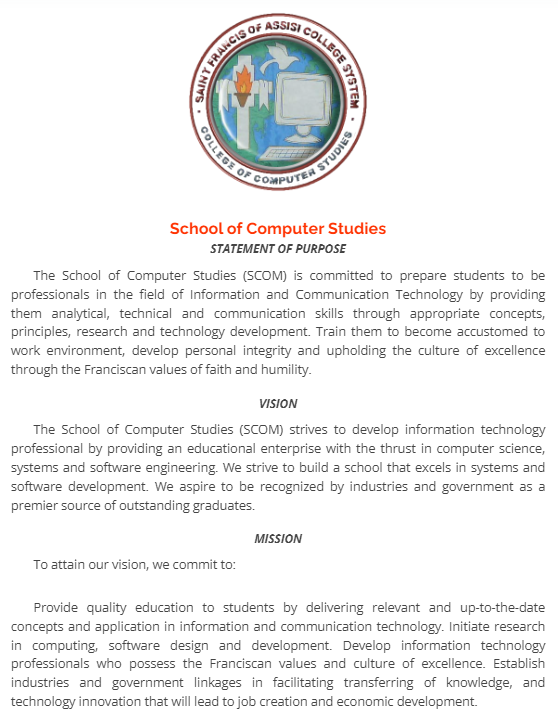 SAINT FRANCIS OF ASSISI COLLEGE SYSTEM
COLLEGE OF COMPUTER STUDIES
School of Computer Studies
STATEMENT OF PURPOSE
The School of Computer Studies (SCOM) is committed to prepare students to be
professionals in the field of Information and Communication Technology by providing
them analytical, technical and communication skills through appropriate concepts,
principles, research and technology development. Train them to become accustomed to
work environment, develop personal integrity and upholding the culture of excellence
through the Franciscan values of faith and humility.
VISION
The School of Computer Studies (SCOM) strives to develop information technology
professional by providing an educational enterprise with the thrust in computer science,
systems and software engineering. We strive to build a school that excels in systems and
software development. We aspire to be recognized by industries and government as a
premier source of outstanding graduates.
MISSION
To attain our vision, we commit to:
Provide quality education to students by delivering relevant and up-to-the-date
concepts and application in information and communication technology. Initiate research
in computing, software design and development. Develop information technology
professionals who possess the Franciscan values and culture of excellence. Establish
industries and government linkages in facilitating transferring of knowledge, and
technology innovation that will lead to job creation and economic development.